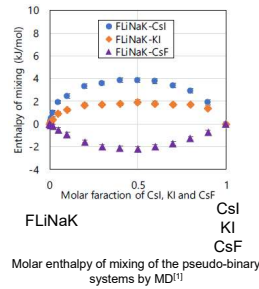 10
8
6
4
2
0
-2
-4
Enthalpy of mixing (kJ/mol)
FLiNaK-CsI
FLiNaK-KI
FLiNaK-CsF
0
0.5
1
Molar faraction of CsI, KI and CsF
FLiNaK
CsI
KI
CsF
Molar enthalpy of mixing of the pseudo-binary
systems by MD[1]